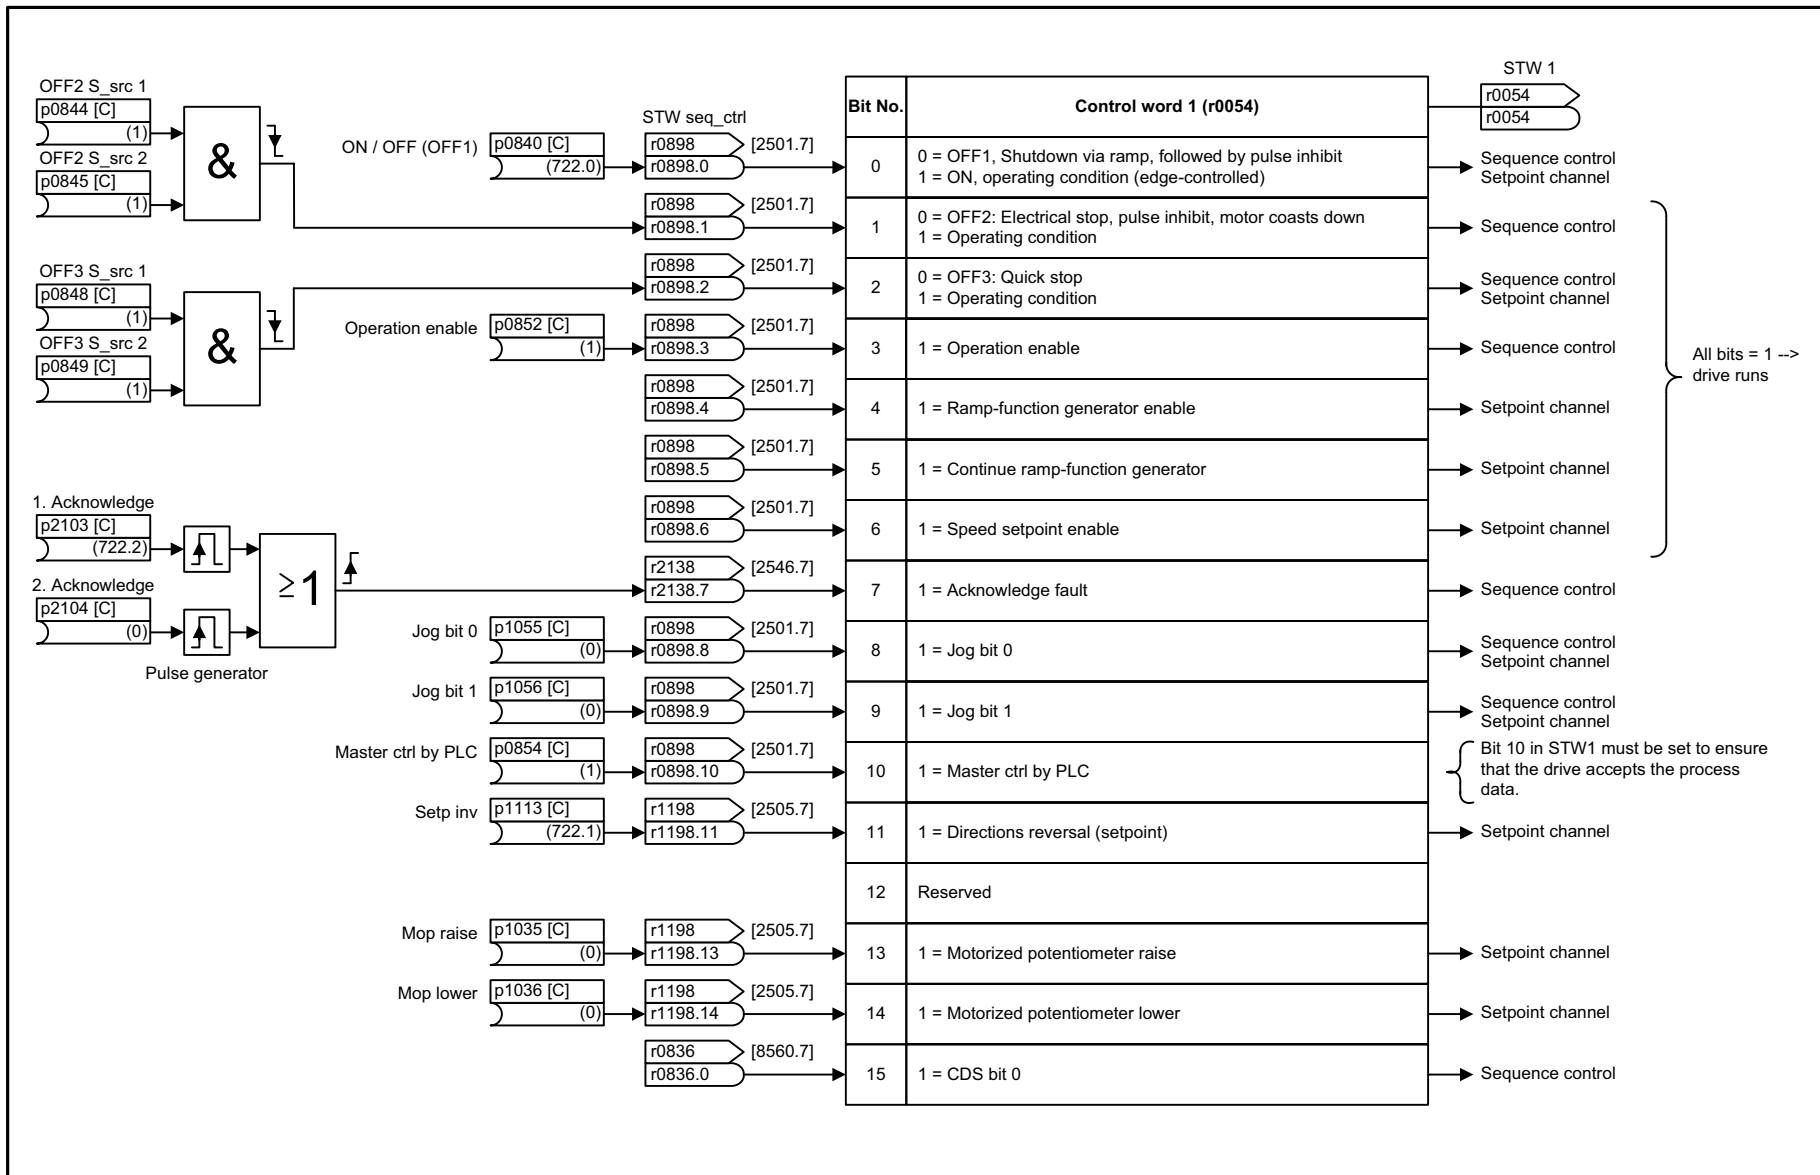 OFF2 S_src 1
p0844 [C]
(1)
OFF2 S_src 2
p0845 [C]
(1)
&
OFF3 S_src 1
p0848 [C]
(1)
OFF3 S_src 2
p0849 [C]
(1)
&
1. Acknowledge
p2103 [C]
(722.2)
2. Acknowledge
p2104 [C]
(0)
≥1
Pulse generator
STW seq_ctrl
Bit No.
Control word 1 (r0054)
STW 1
r0054
r0054
ON / OFF (OFF1)
p0840 [C]
(722.0)
r0898
[2501.7]
r0898.0
0
0 = OFF1, Shutdown via ramp, followed by pulse inhibit
1 = ON, operating condition (edge-controlled)
Sequence control
Setpoint channel
r0898
[2501.7]
r0898.1
1
0 = OFF2: Electrical stop, pulse inhibit, motor coasts down
1 = Operating condition
Sequence control
r0898
[2501.7]
r0898.2
2
0 = OFF3: Quick stop
1 = Operating condition
Sequence control
Setpoint channel
Operation enable
p0852 [C]
(1)
r0898
[2501.7]
r0898.3
3
1 = Operation enable
Sequence control
All bits = 1 -->
drive runs
r0898
[2501.7]
r0898.4
4
1 = Ramp-function generator enable
Setpoint channel
r0898
[2501.7]
r0898.5
5
1 = Continue ramp-function generator
Setpoint channel
r0898
[2501.7]
r0898.6
6
1 = Speed setpoint enable
Setpoint channel
r2138
[2546.7]
r2138.7
7
1 = Acknowledge fault
Sequence control
Jog bit 0
p1055 [C]
(0)
r0898
[2501.7]
r0898.8
8
1 = Jog bit 0
Sequence control
Setpoint channel
Jog bit 1
p1056 [C]
(0)
r0898
[2501.7]
r0898.9
9
1 = Jog bit 1
Sequence control
Setpoint channel
Master ctrl by PLC
p0854 [C]
(1)
r0898
[2501.7]
r0898.10
10
1 = Master ctrl by PLC
Bit 10 in STW1 must be set to ensure
that the drive accepts the process
data.
Setp inv
p1113 [C]
(722.1)
r1198
[2505.7]
r1198.11
11
1 = Directions reversal (setpoint)
Setpoint channel
12
Reserved
Mop raise
p1035 [C]
(0)
r1198
[2505.7]
r1198.13
13
1 = Motorized potentiometer raise
Setpoint channel
Mop lower
p1036 [C]
(0)
r1198
[2505.7]
r1198.14
14
1 = Motorized potentiometer lower
Setpoint channel
r0836
[8560.7]
r0836.0
15
1 = CDS bit 0
Sequence control